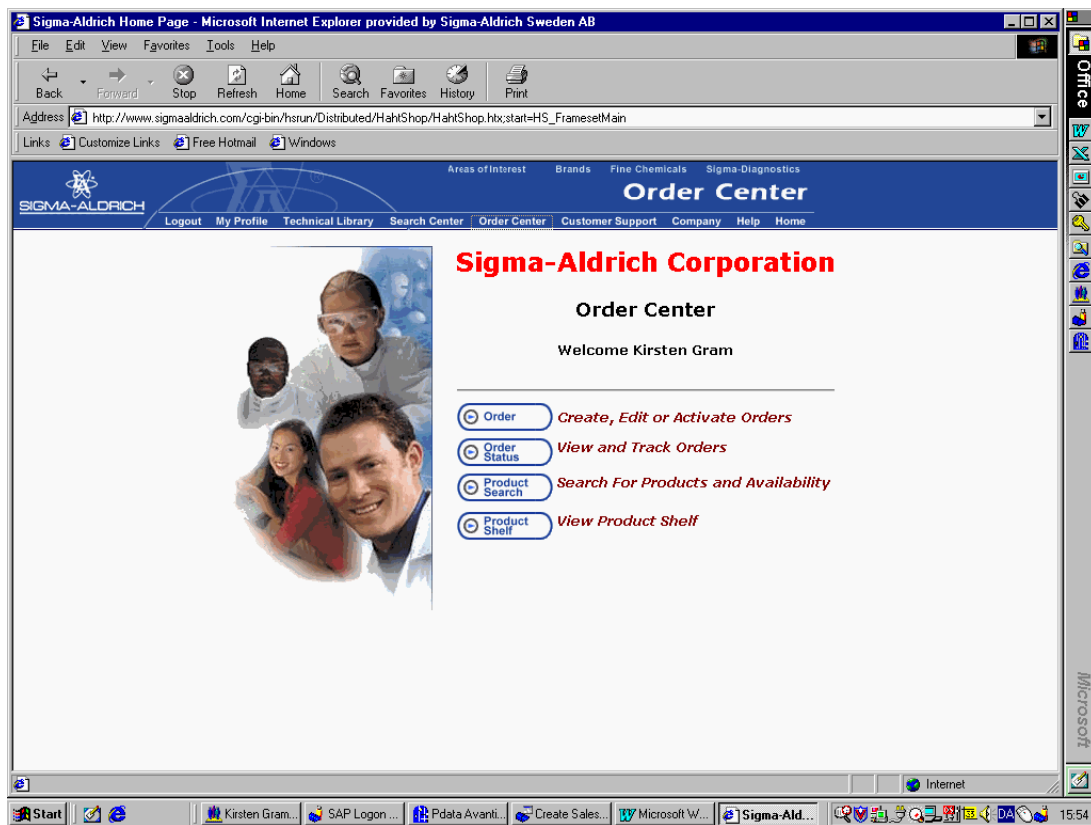 Sigma-Aldrich Home Page - Microsoft Internet Explorer provided by Sigma-Aldrich Sweden AB
File Edit View Favorites Tools Help
Back Forward Stop Refresh Home Search Favorites History Print
Address http://www.sigmaaldrich.com/cgi-bin/hsrun/Distributed/HahtShop/HahtShop.htx;start=HS_FramesetMain
Links Customize Links Free Hotmail Windows
Areas of Interest Brands Fine Chemicals Sigma-Diagnostics
Order Center
SIGMA-ALDRICH
Logout My Profile Technical Library Search Center Order Center Customer Support Company Help Home
Sigma-Aldrich Corporation
Order Center
Welcome Kirsten Gram
Order Create, Edit or Activate Orders
Order Status View and Track Orders
Product Search Search For Products and Availability
Product Shelf View Product Shelf
Internet
Start Kirsten Gram... SAP Logon ... Pdata Avanti... Create Sales... Microsoft W... Sigma-Ald... DA
Office
Microsoft